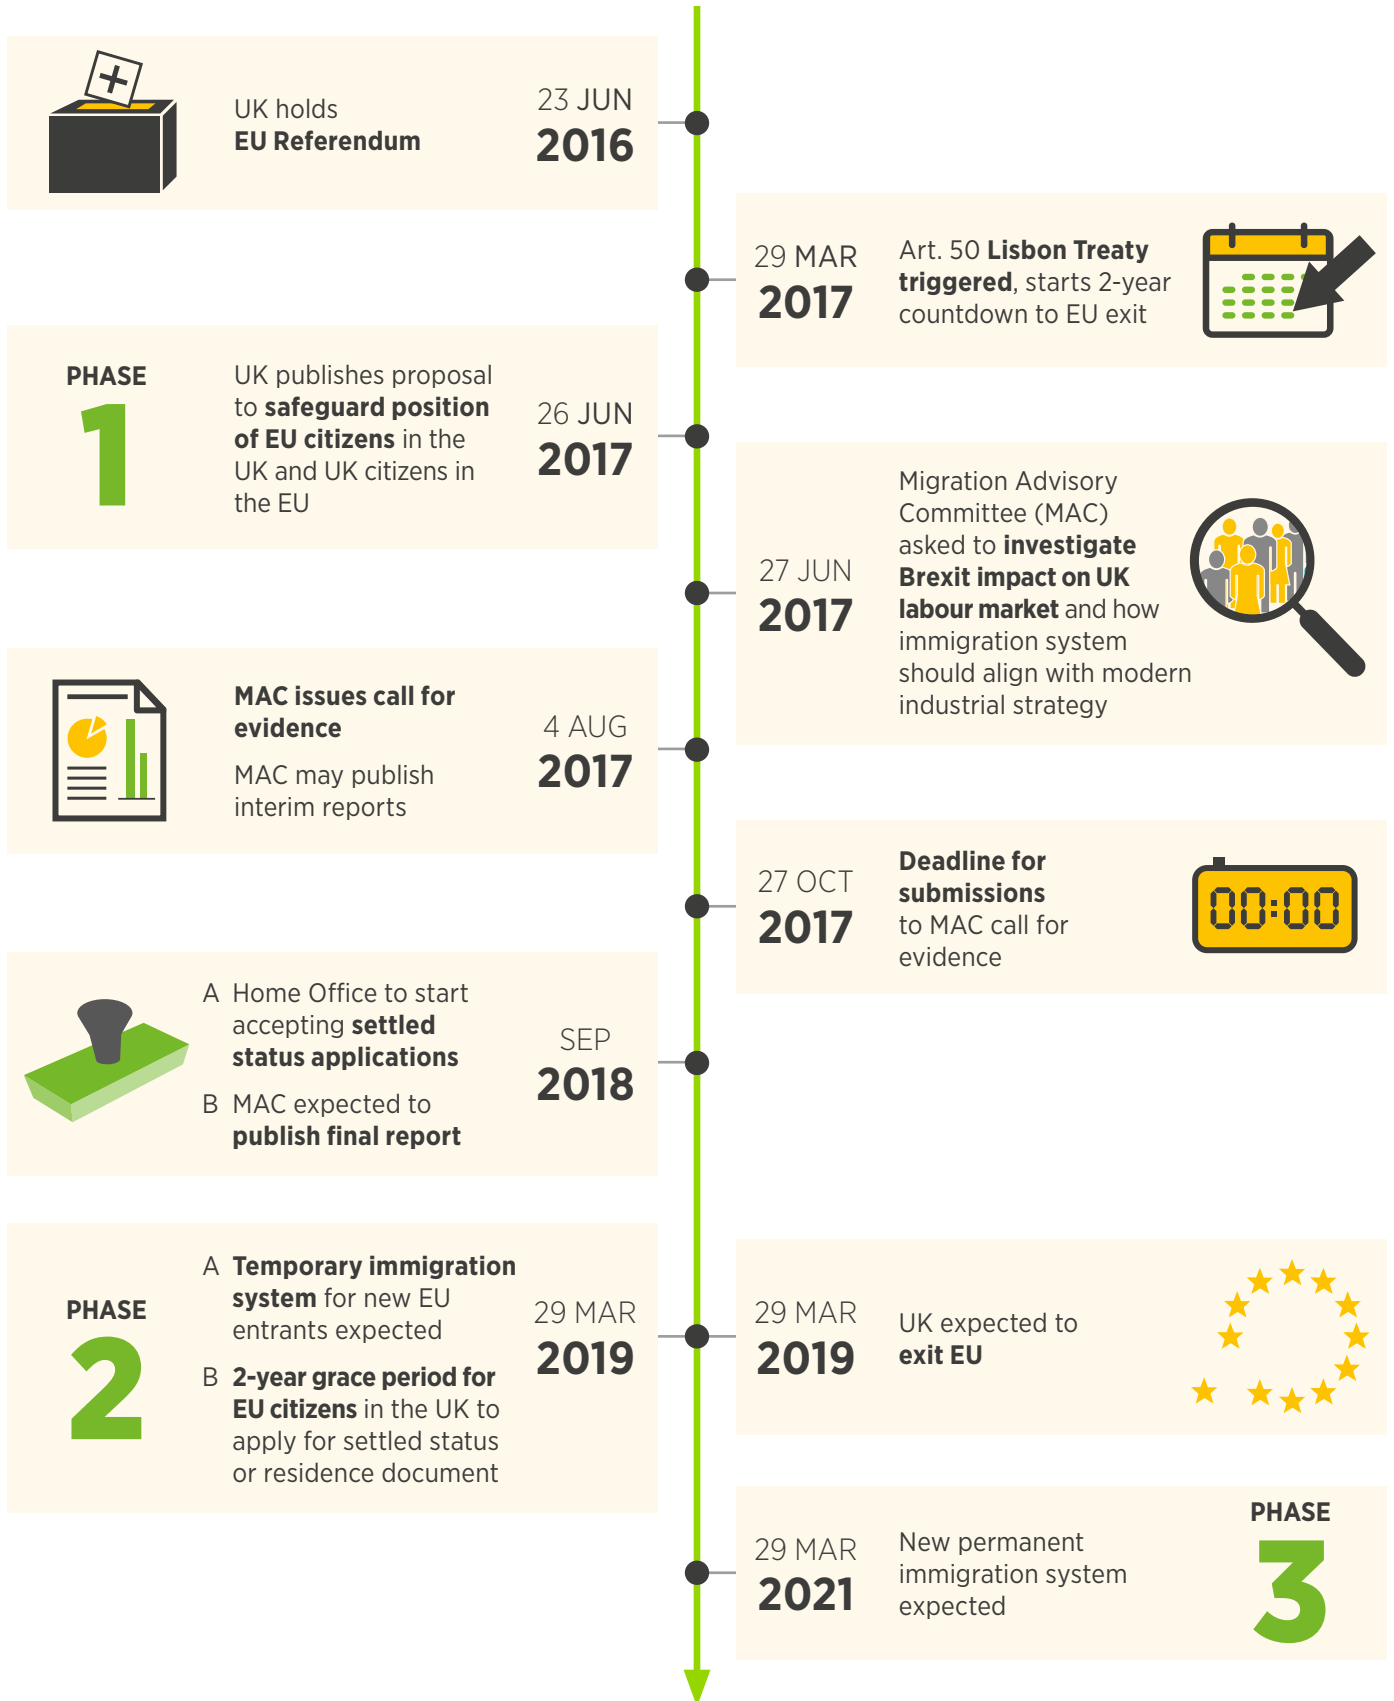 UK holds
EU Referendum
23 JUN
2016
29 MAR
2017
Art. 50 Lisbon Treaty
triggered, starts 2-year
countdown to EU exit
PHASE
1
UK publishes proposal
to safeguard position
of EU citizens in the
UK and UK citizens in
the EU
26 JUN
2017
27 JUN
2017
Migration Advisory
Committee (MAC)
asked to investigate
Brexit impact on UK
labour market and how
immigration system
should align with modern
industrial strategy
MAC issues call for
evidence
MAC may publish
interim reports
4 AUG
2017
27 OCT
2017
Deadline for
submissions
to MAC call for
evidence
00:00
A Home Office to start
accepting settled
status applications
B MAC expected to
publish final report
SEP
2018
PHASE
2
A Temporary immigration
system for new EU
entrants expected
B 2-year grace period for
EU citizens in the UK to
apply for settled status
or residence document
29 MAR
2019
29 MAR
2019
UK expected to
exit EU
29 MAR
2021
New permanent
immigration system
expected
PHASE
3